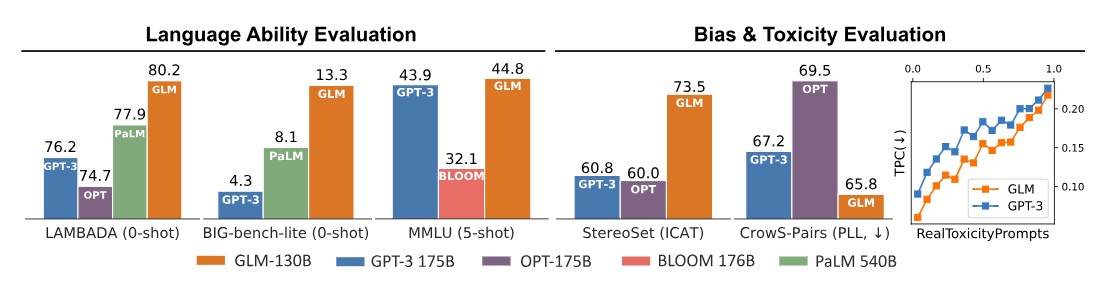 Language Ability Evaluation
Bias & Toxicity Evaluation
76.2
GPT-3
74.7
OPT
77.9
PaLM
80.2
GLM
LAMBADA (0-shot)
4.3
GPT-3
8.1
PaLM
13.3
GLM
BIG-bench-lite (0-shot)
43.9
GPT-3
32.1
BLOOM
44.8
GLM
MMLU (5-shot)
60.8
GPT-3
60.0
OPT
73.5
GLM
StereoSet (ICAT)
67.2
GPT-3
69.5
OPT
65.8
GLM
CrowS-Pairs (PLL, ↓)
0.0 0.5 1.0
TPC(↓)
0.20
0.15
0.10
GLM
GPT-3
RealToxicityPrompts
GLM-130B GPT-3 175B OPT-175B BLOOM 176B PaLM 540B